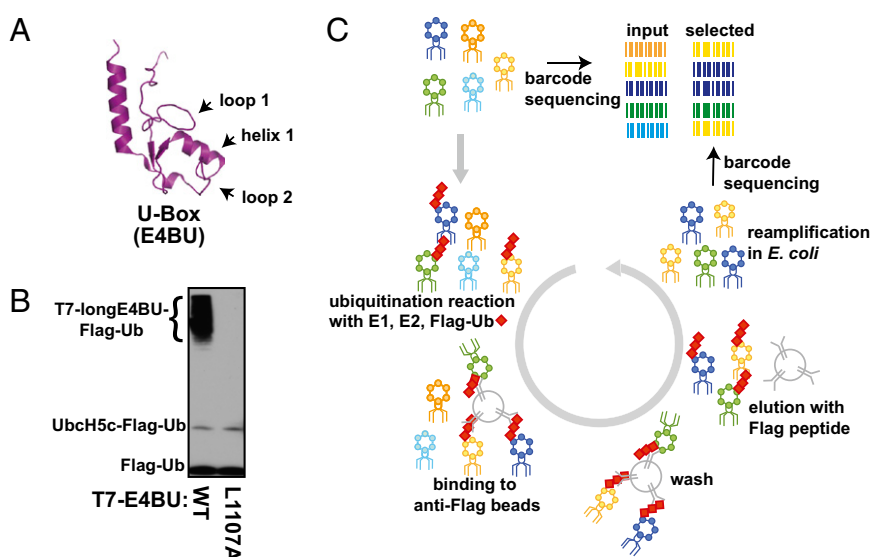 A
loop 1
helix 1
loop 2
U-Box
(E4BU)
B
T7-longE4BU-
Flag-Ub
UbcH5c-Flag-Ub
Flag-Ub
T7-E4BU:
WT
L1107A
C
input selected
barcode
sequencing
barcode
sequencing
reamplification
in E. coli
ubiquitination reaction
with E1, E2, Flag-Ub
elution with
Flag peptide
wash
binding to
anti-Flag beads